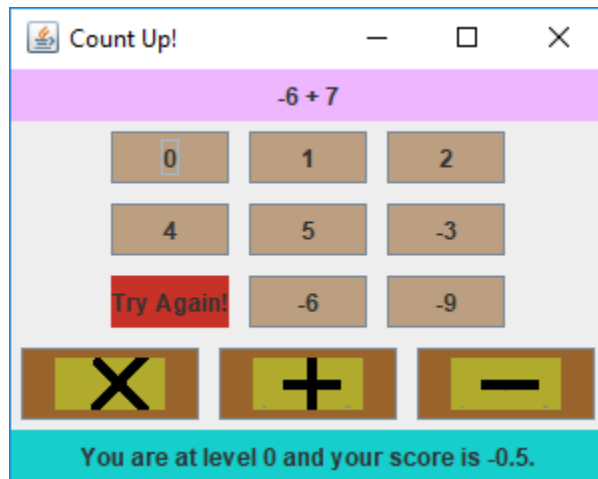 Count Up!
-6 + 7
0 1 2
4 5 -3
Try Again! -6 -9
× + −
You are at level 0 and your score is -0.5.